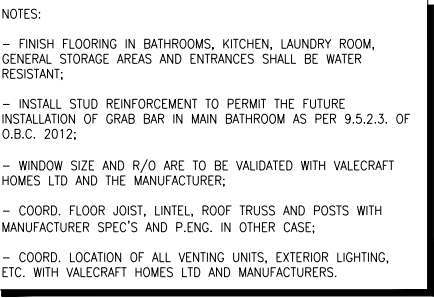 NOTES:
– FINISH FLOORING IN BATHROOMS, KITCHEN, LAUNDRY ROOM,
GENERAL STORAGE AREAS AND ENTRANCES SHALL BE WATER
RESISTANT;
– INSTALL STUD REINFORCEMENT TO PERMIT THE FUTURE
INSTALLATION OF GRAB BAR IN MAIN BATHROOM AS PER 9.5.2.3. OF
O.B.C. 2012;
– WINDOW SIZE AND R/O ARE TO BE VALIDATED WITH VALECRAFT
HOMES LTD AND THE MANUFACTURER;
– COORD. FLOOR JOIST, LINTEL, ROOF TRUSS AND POSTS WITH
MANUFACTURER SPEC'S AND P.ENG. IN OTHER CASE;
– COORD. LOCATION OF ALL VENTING UNITS, EXTERIOR LIGHTING,
ETC. WITH VALECRAFT HOMES LTD AND MANUFACTURERS.